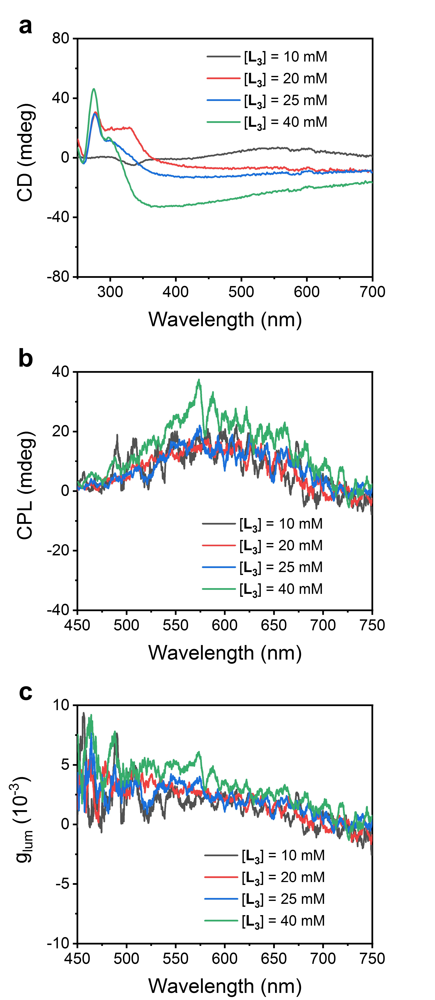 a
80
40
0
-40
-80
CD (mdeg)
[L3] = 10 mM
[L3] = 20 mM
[L3] = 25 mM
[L3] = 40 mM
300 400 500 600 700
Wavelength (nm)
b
40
20
0
-20
-40
CPL (mdeg)
[L3] = 10 mM
[L3] = 20 mM
[L3] = 25 mM
[L3] = 40 mM
450 500 550 600 650 700 750
Wavelength (nm)
c
10
5
0
-5
-10
glum (10-3)
[L3] = 10 mM
[L3] = 20 mM
[L3] = 25 mM
[L3] = 40 mM
450 500 550 600 650 700 750
Wavelength (nm)